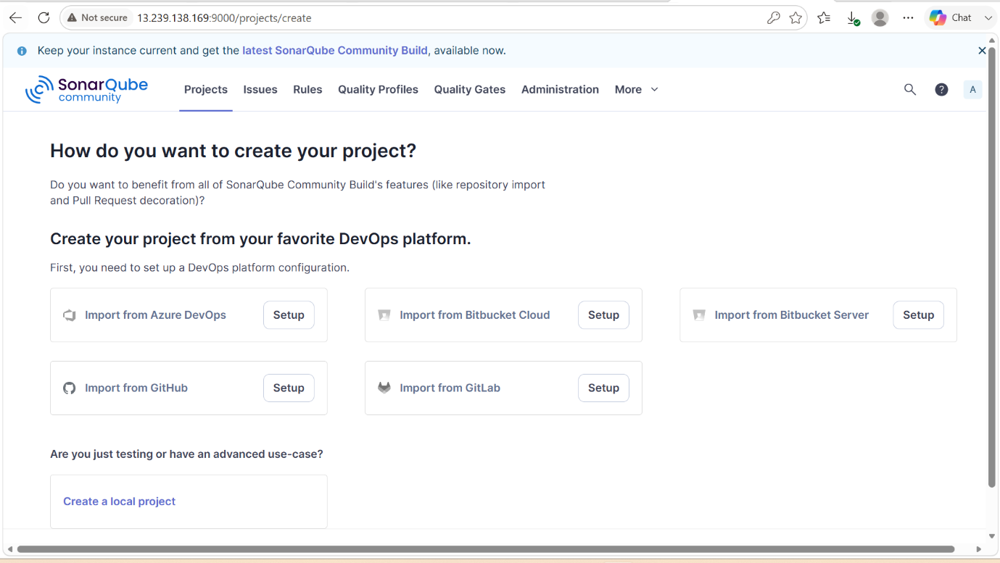 Not secure 13.239.138.169:9000/projects/create Chat
Keep your instance current and get the latest SonarQube Community Build, available now.
SonarQube community Projects Issues Rules Quality Profiles Quality Gates Administration More ? A
How do you want to create your project?
Do you want to benefit from all of SonarQube Community Build's features (like repository import
and Pull Request decoration)?
Create your project from your favorite DevOps platform.
First, you need to set up a DevOps platform configuration.
Import from Azure DevOps Setup Import from Bitbucket Cloud Setup Import from Bitbucket Server Setup
Import from GitHub Setup Import from GitLab Setup
Are you just testing or have an advanced use-case?
Create a local project